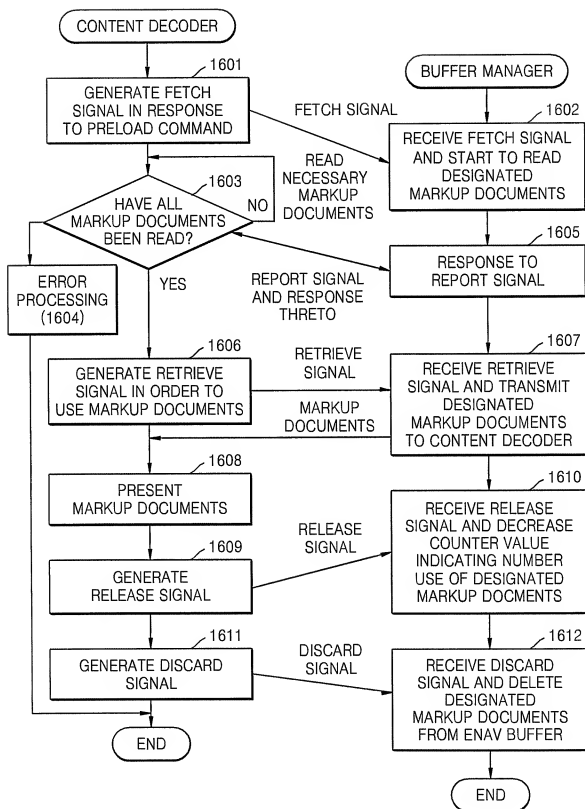 CONTENT DECODER
1601
GENERATE FETCH
SIGNAL IN RESPONSE
TO PRELOAD COMMAND
FETCH SIGNAL
BUFFER MANAGER
1602
RECEIVE FETCH SIGNAL
AND START TO READ
DESIGNATED
MARKUP DOCUMENTS
READ
NECESSARY
MARKUP
DOCUMENTS
1603
HAVE ALL
MARKUP DOCUMENTS
BEEN READ?
NO
YES
ERROR
PROCESSING
(1604)
REPORT SIGNAL
AND RESPONSE
THRETO
1605
RESPONSE TO
REPORT SIGNAL
1606
GENERATE RETRIEVE
SIGNAL IN ORDER TO
USE MARKUP DOCUMENTS
RETRIEVE
SIGNAL
MARKUP
DOCUMENTS
1607
RECEIVE RETRIEVE
SIGNAL AND TRANSMIT
DESIGNATED
MARKUP DOCUMENTS
TO CONTENT DECODER
1608
PRESENT
MARKUP DOCUMENTS
1609
GENERATE
RELEASE SIGNAL
RELEASE
SIGNAL
1610
RECEIVE RELEASE
SIGNAL AND DECREASE
COUNTER VALUE
INDICATING NUMBER
USE OF DESIGNATED
MARKUP DOCMENTS
1611
GENERATE DISCARD
SIGNAL
DISCARD
SIGNAL
1612
RECEIVE DISCARD
SIGNAL AND DELETE
DESIGNATED
MARKUP DOCUMENTS
FROM ENAV BUFFER
END
END